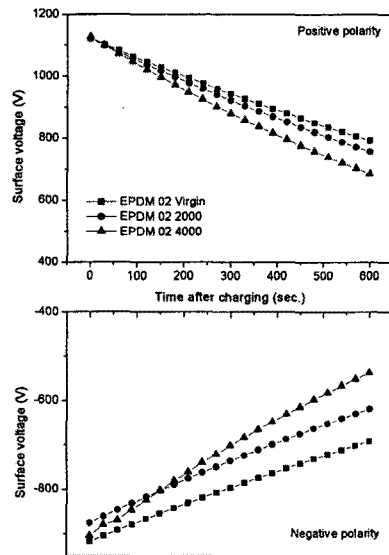 1200
Positive polarity
1000
800
600
400
Surface voltage (V)
EPDM 02 Virgin
EPDM 02 2000
EPDM 02 4000
0 100 200 300 400 500 600
Time after charging (sec.)
-400
-600
-800
Surface voltage (V)
Negative polarity